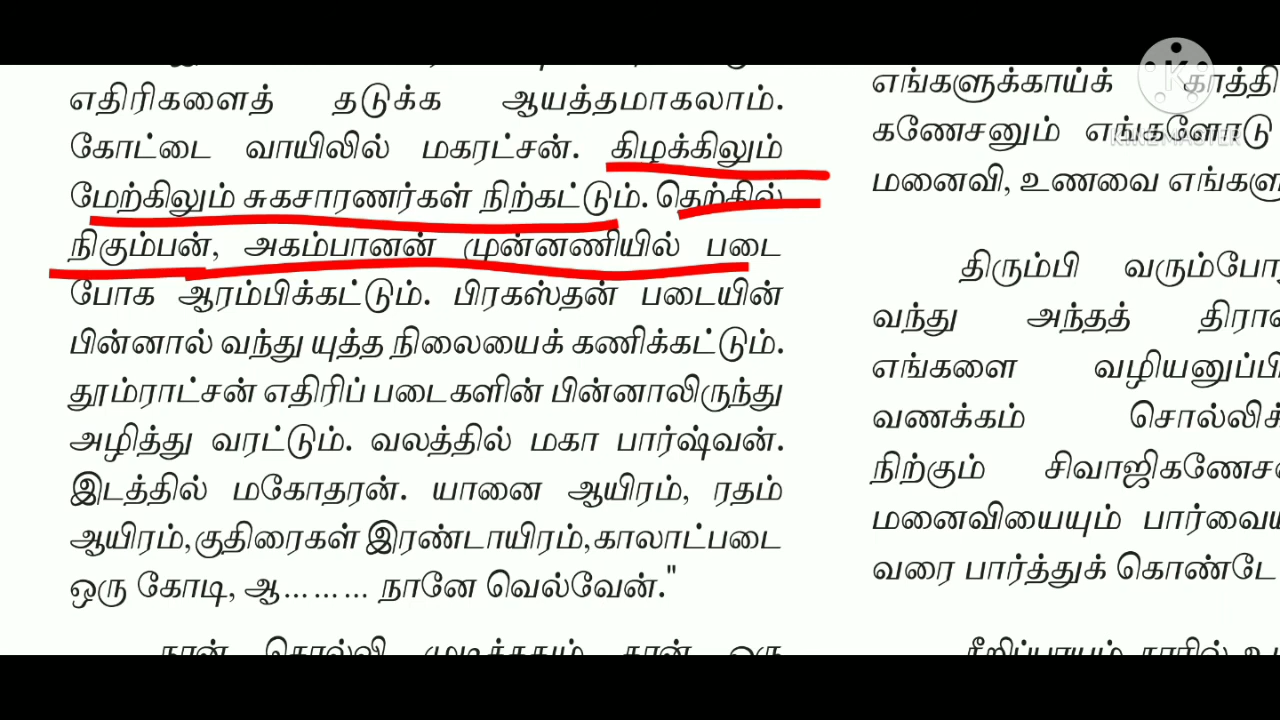 எதிரிகளைத் தடுக்க ஆயத்தமாகலாம்.
கோட்டை வாயிலில் மகரட்சன். கிழக்கிலும்
மேற்கிலும் சுகசாரணர்கள் நிற்கட்டும். தெற்கில்
நிகும்பன், அகம்பானன் முன்னணியில் படை
போக ஆரம்பிக்கட்டும். பிரகஸ்தன் படையின்
பின்னால் வந்து யுத்த நிலையைக் கணிக்கட்டும்.
தூம்ராட்சன் எதிரிப் படைகளின் பின்னாலிருந்து
அழித்து வரட்டும். வலத்தில் மகா பார்ஷ்வன்.
இடத்தில் மகோதரன். யானை ஆயிரம், ரதம்
ஆயிரம்,குதிரைகள் இரண்டாயிரம்,காலாட்படை
ஒரு கோடி, ஆ......... நானே வெல்வேன்."
நான் சொல்லி முடித்ததும் தான் ஒரு
எங்களுக்காய்க் காத்தி
கணேசனும் எங்களோடு
மனைவி, உணவை எங்களு
திரும்பி வரும்போ
வந்து அந்தத் திரா
எங்களை வழியனுப்பி
வணக்கம் சொல்லிக்
நிற்கும் சிவாஜிகணேச
மனைவியையும் பார்வைய
வரை பார்த்துக் கொண்டே
KINEMASTER